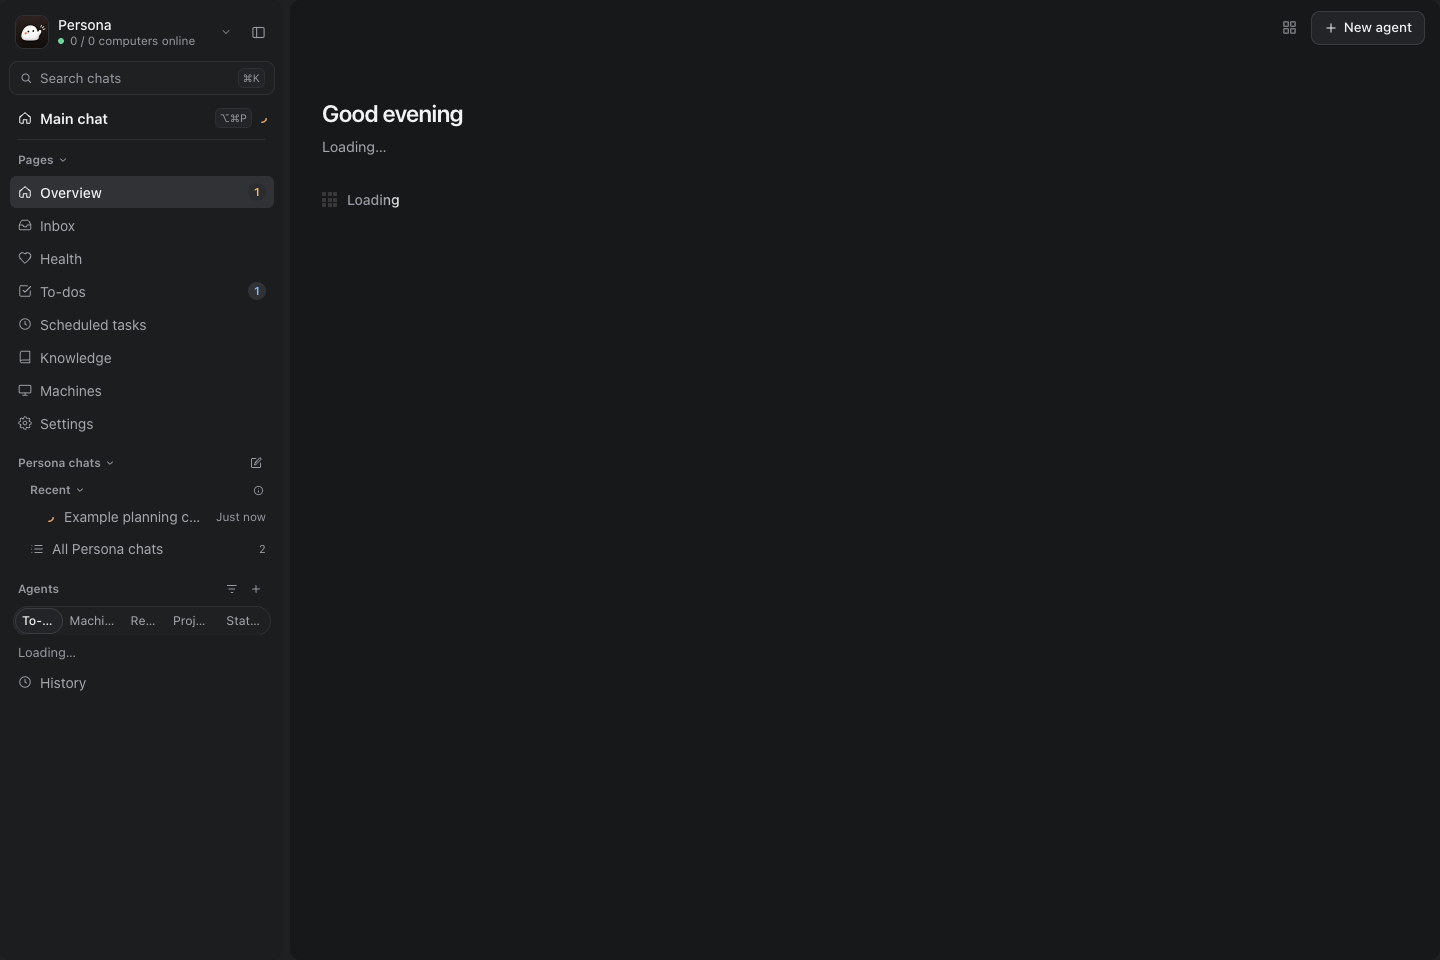 Persona
0 / 0 computers online
Search chats
⌘K
Main chat
⌥⌘P
Pages
Overview
1
Inbox
Health
To-dos
1
Scheduled tasks
Knowledge
Machines
Settings
Persona chats
Recent
Example planning c...
Just now
All Persona chats
2
Agents
To-...
Machi...
Re...
Proj...
Stat...
Loading...
History
New agent
Good evening
Loading...
Loading